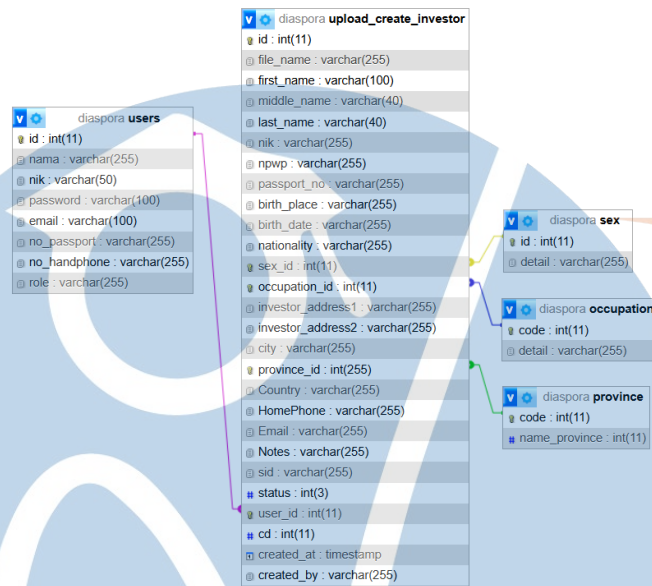 diaspora users
id : int(11)
nama : varchar(255)
nik : varchar(50)
password : varchar(100)
email : varchar(100)
no_passport : varchar(255)
no_handphone : varchar(255)
role : varchar(255)
diaspora upload_create_investor
id : int(11)
file_name : varchar(255)
first_name : varchar(100)
middle_name : varchar(40)
last_name : varchar(40)
nik : varchar(255)
npwp : varchar(255)
passport_no : varchar(255)
birth_place : varchar(255)
birth_date : varchar(255)
nationality : varchar(255)
sex_id : int(11)
occupation_id : int(11)
investor_address1 : varchar(255)
investor_address2 : varchar(255)
city : varchar(255)
province_id : int(255)
Country : varchar(255)
HomePhone : varchar(255)
Email : varchar(255)
Notes : varchar(255)
sid : varchar(255)
status : int(3)
user_id : int(11)
cd : int(11)
created_at : timestamp
created_by : varchar(255)
diaspora sex
id : int(11)
detail : varchar(255)
diaspora occupation
code : int(11)
detail : varchar(255)
diaspora province
code : int(11)
name_province : int(11)